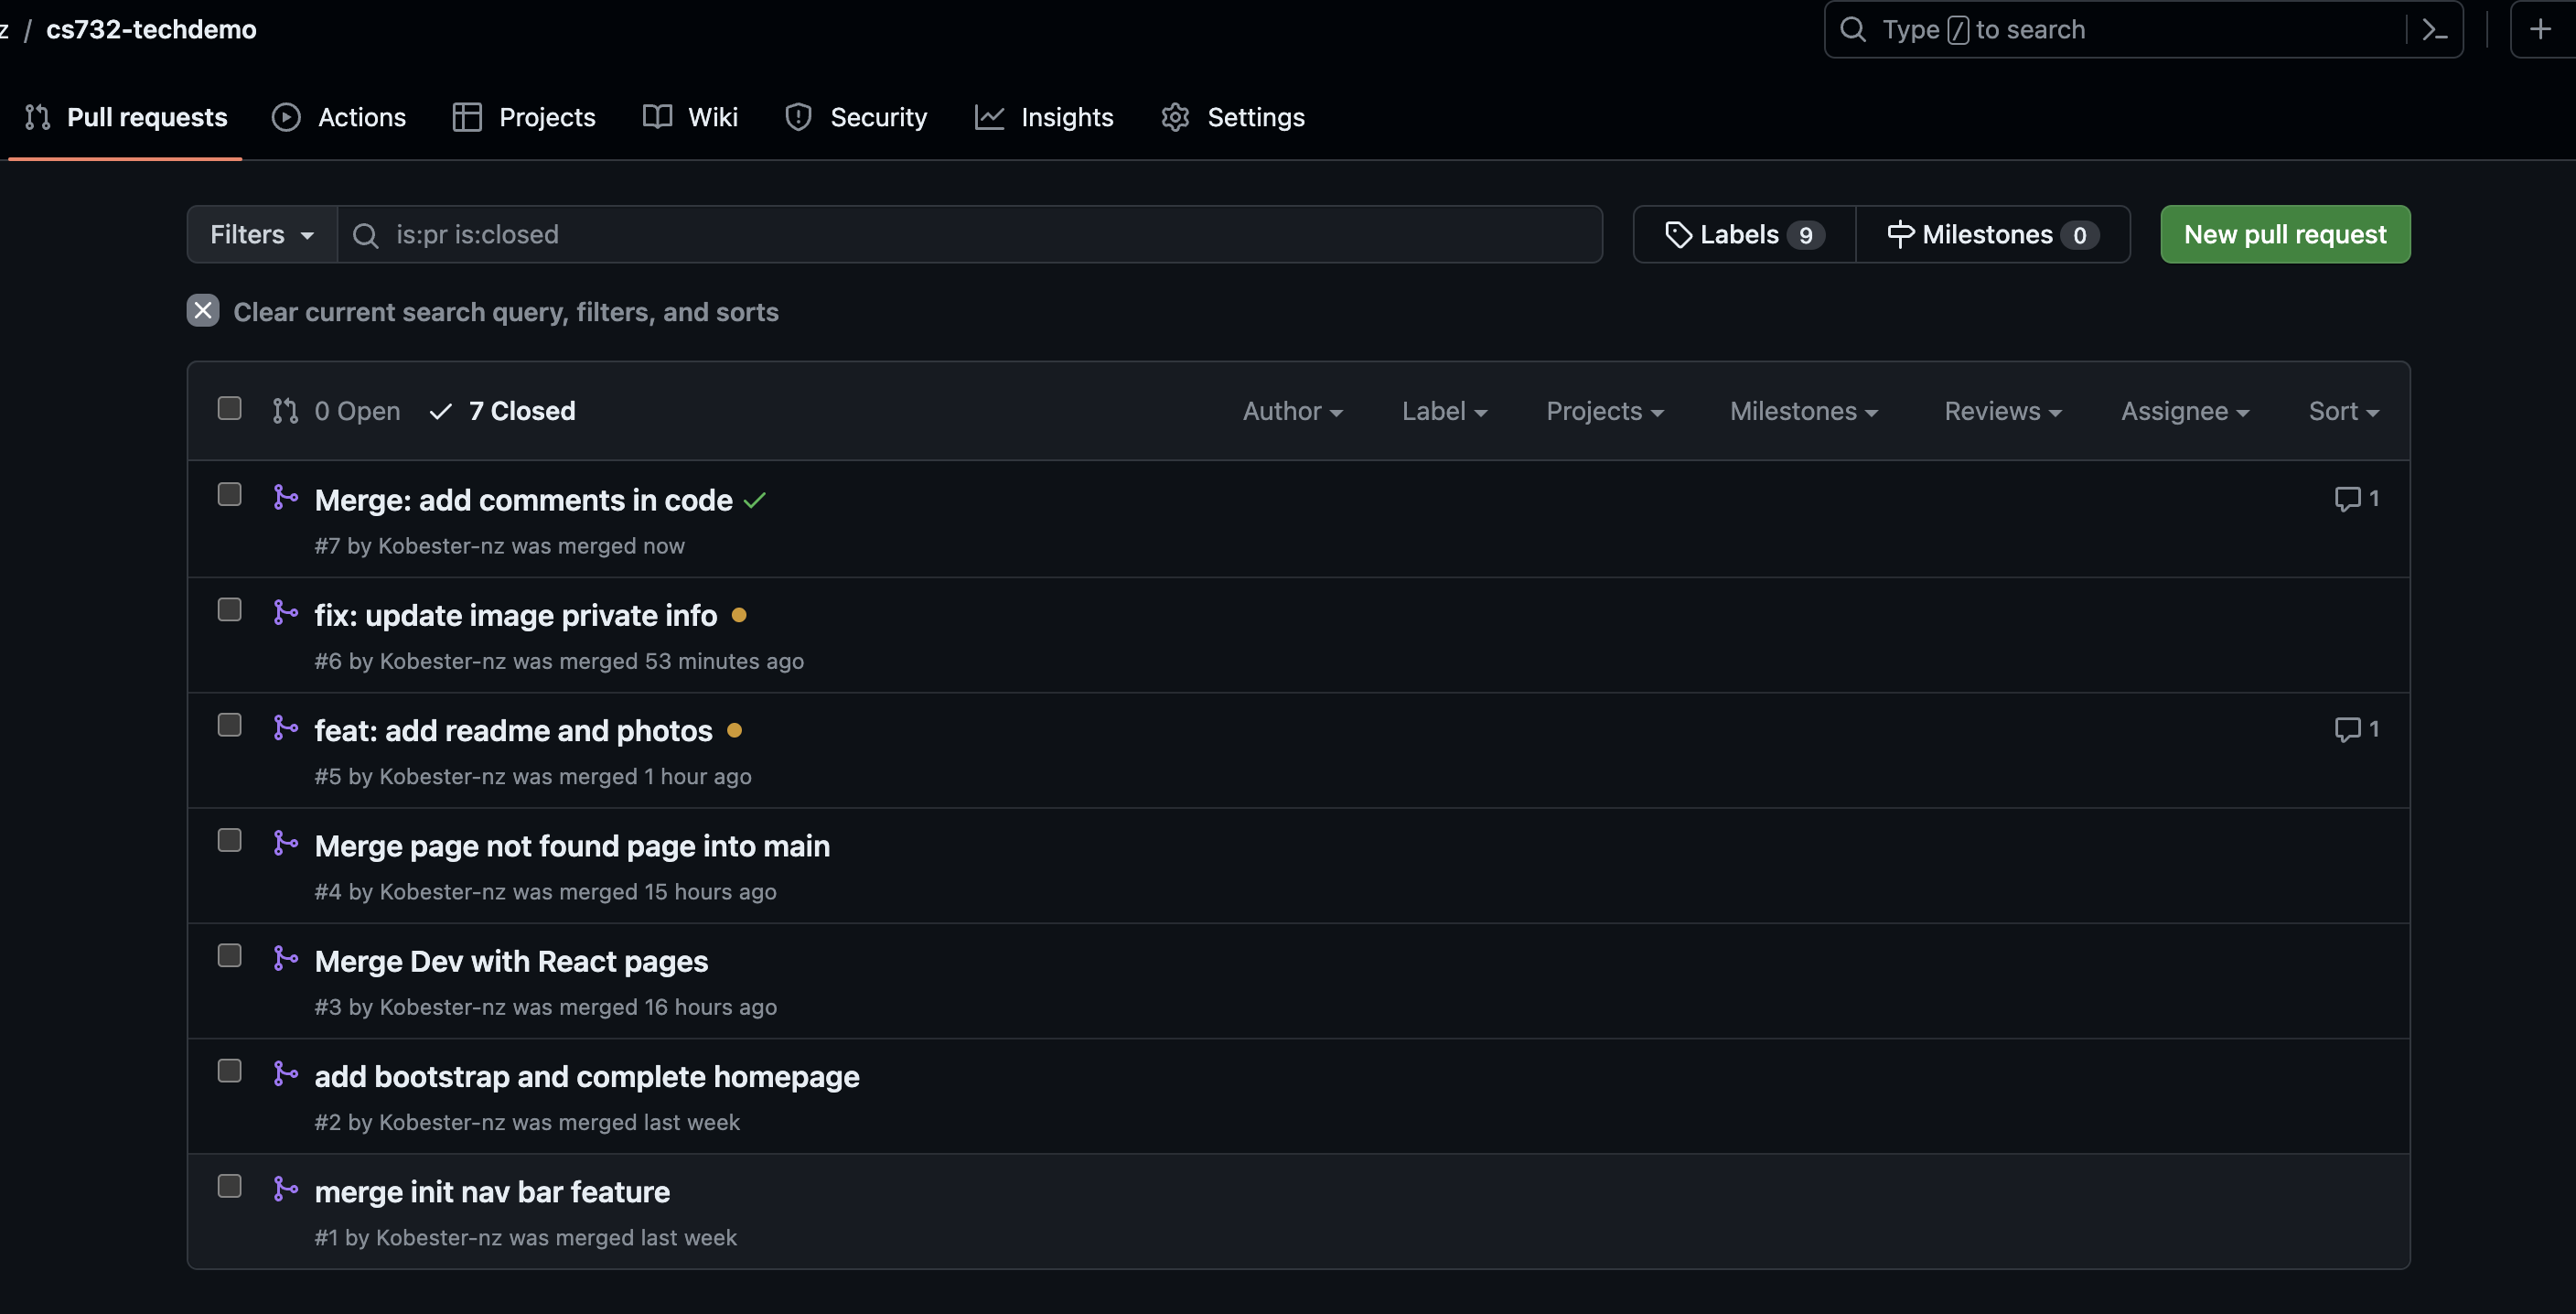 z / cs732-techdemo
Type / to search
Pull requests Actions Projects Wiki Security Insights Settings
Filters is:pr is:closed Labels 9 Milestones 0 New pull request
Clear current search query, filters, and sorts
0 Open 7 Closed Author Label Projects Milestones Reviews Assignee Sort
Merge: add comments in code 1
#7 by Kobester-nz was merged now
fix: update image private info
#6 by Kobester-nz was merged 53 minutes ago
feat: add readme and photos 1
#5 by Kobester-nz was merged 1 hour ago
Merge page not found page into main
#4 by Kobester-nz was merged 15 hours ago
Merge Dev with React pages
#3 by Kobester-nz was merged 16 hours ago
add bootstrap and complete homepage
#2 by Kobester-nz was merged last week
merge init nav bar feature
#1 by Kobester-nz was merged last week